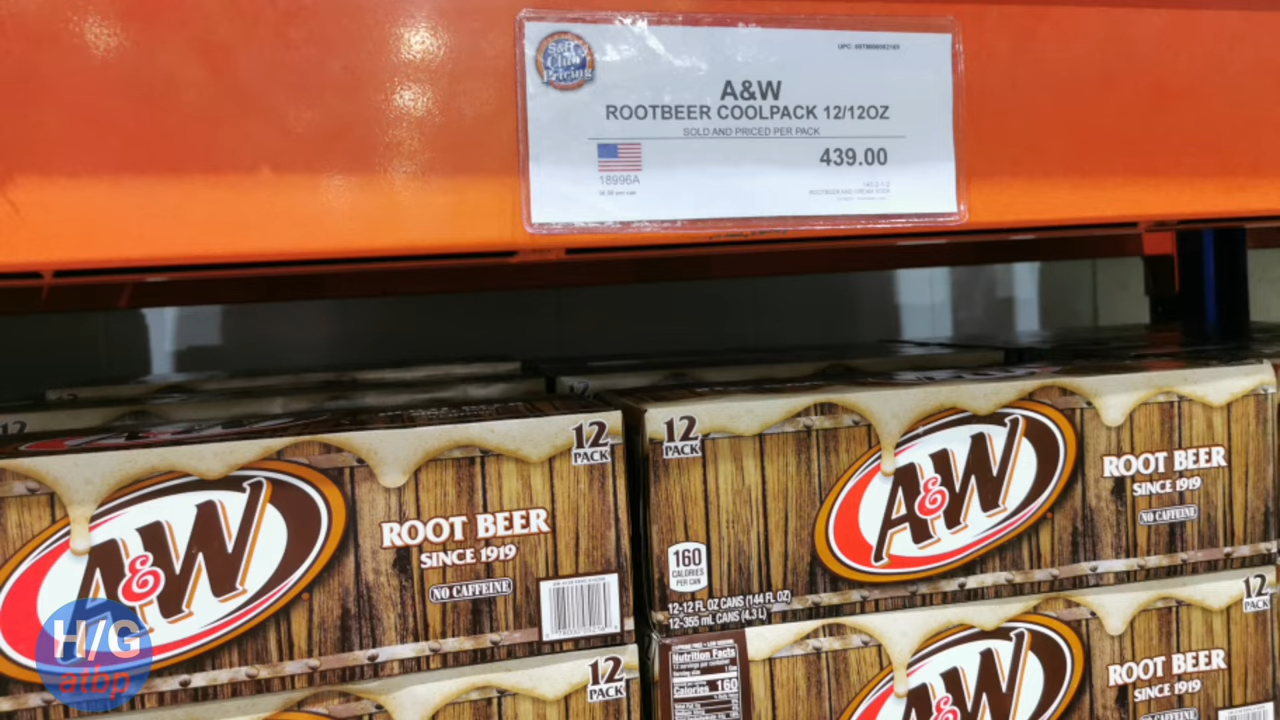 S&R
Club
Pricing
A&W
ROOTBEER COOLPACK 12/12OZ
SOLD AND PRICED PER PACK
439.00
18996A
12
PACK
A&W
ROOT BEER
SINCE 1919
NO CAFFEINE
12
PACK
A&W
ROOT BEER
SINCE 1919
NO CAFFEINE
160
CALORIES
PER CAN
12-12 FL OZ CANS (144 FL OZ)
12-355 mL CANS (4.3 L)
12
PACK
Nutrition Facts
Calories 160
A&W
12
PACK
ROOT BEER
SINCE 1919
NO CAFFEINE
H/G
atbp